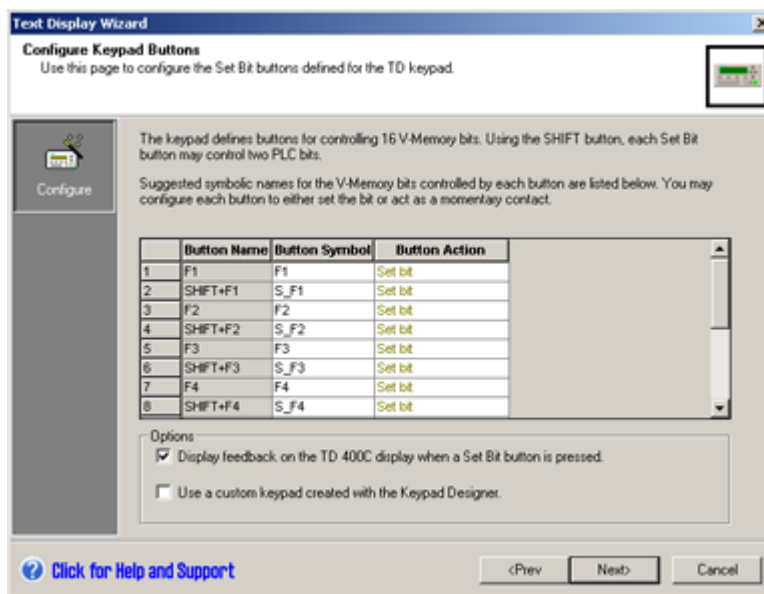 Text Display Wizard
Configure Keypad Buttons
Use this page to configure the Set Bit buttons defined for the TD keypad.
Configure
The keypad defines buttons for controlling 16 V-Memory bits. Using the SHIFT button, each Set Bit
button may control two PLC bits.
Suggested symbolic names for the V-Memory bits controlled by each button are listed below. You may
configure each button to either set the bit or act as a momentary contact.
Button Name Button Symbol Button Action
1 F1 F1 Set bit
2 SHIFT+F1 S_F1 Set bit
3 F2 F2 Set bit
4 SHIFT+F2 S_F2 Set bit
5 F3 F3 Set bit
6 SHIFT+F3 S_F3 Set bit
7 F4 F4 Set bit
8 SHIFT+F4 S_F4 Set bit
Options
Display feedback on the TD 400C display when a Set Bit button is pressed.
Use a custom keypad created with the Keypad Designer.
Click for Help and Support
<Prev Next> Cancel